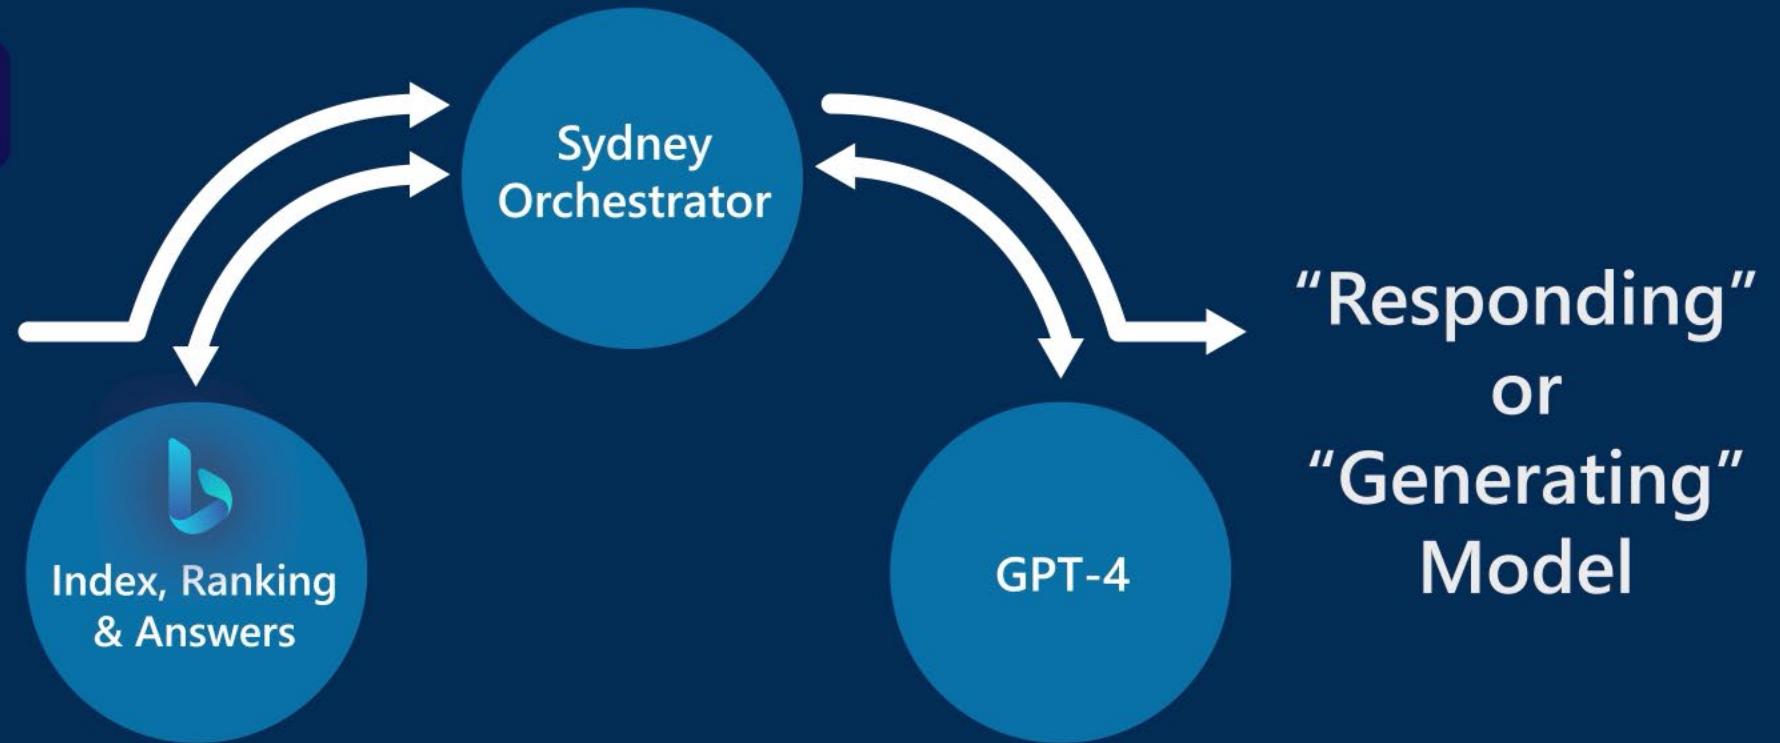 Sydney
Orchestrator
Index, Ranking
& Answers
GPT-4
“Responding”
or
“Generating”
Model